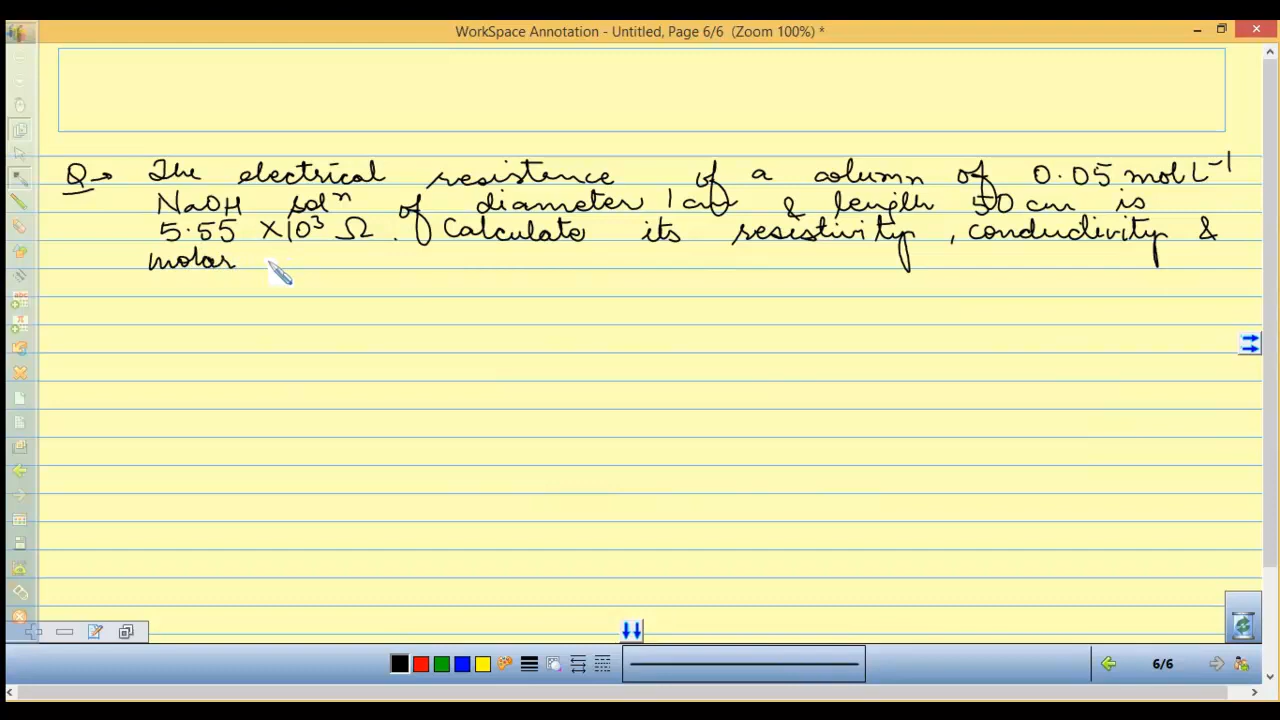 WorkSpace Annotation - Untitled, Page 6/6 (Zoom 100%) *
Q→ The electrical resistence of a column of 0.05 mol L⁻¹
NaOH solⁿ of diameter 1 cm & length 50 cm is
5.55 ×10³ Ω. Calculate its resistivity, conductivity &
molar
6/6